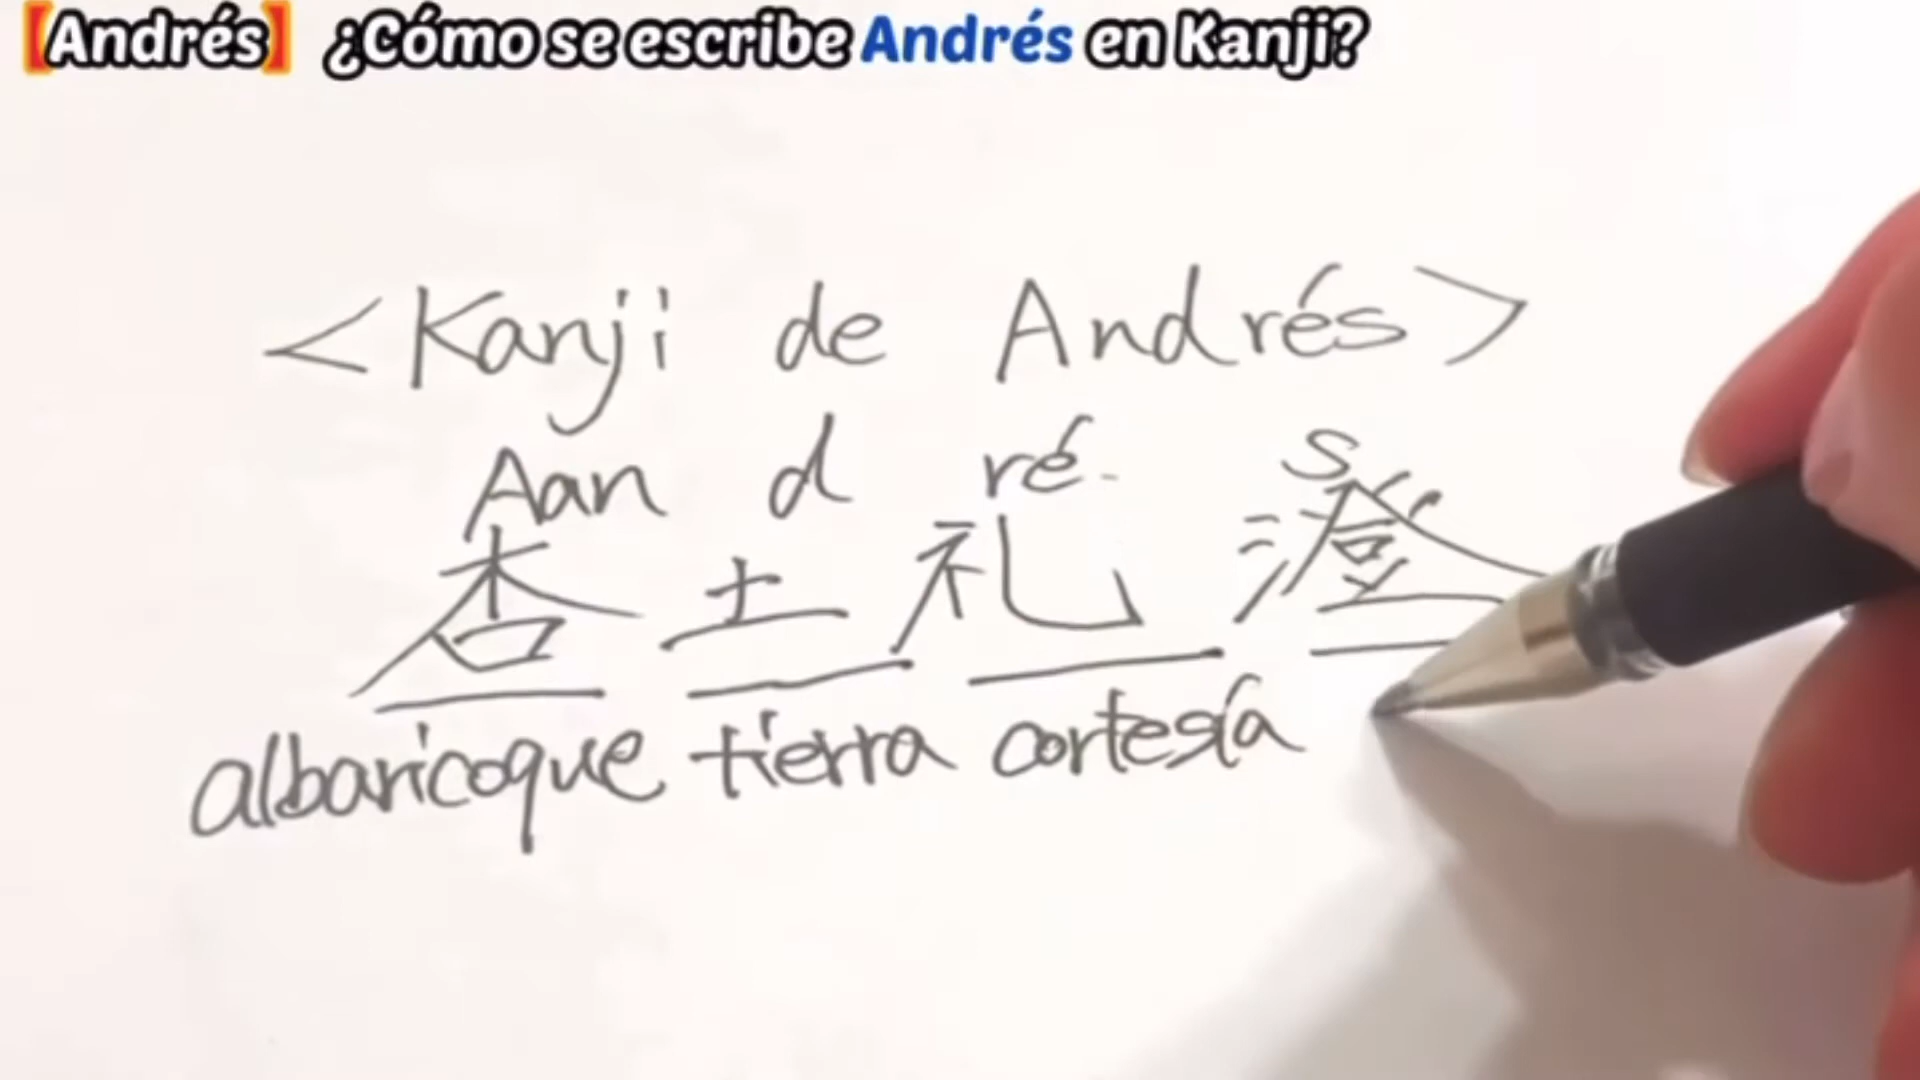 【Andrés】 ¿Cómo se escribe Andrés en Kanji?
<Kanji de Andrés>
Aan d ré s
杏 土 礼 澄
albaricoque tierra cortesía